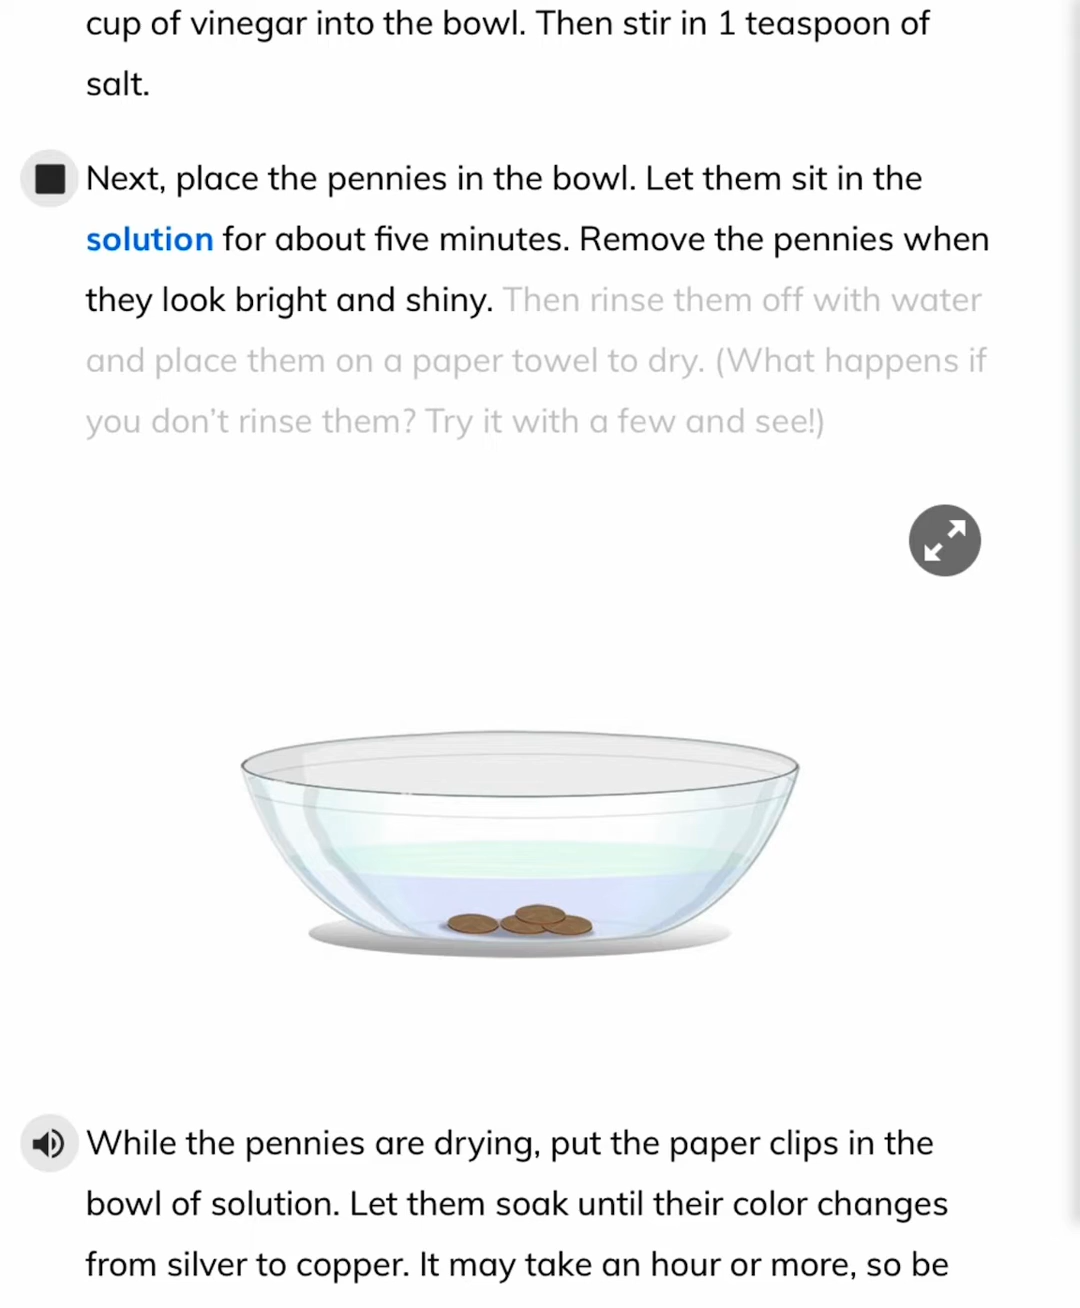 cup of vinegar into the bowl. Then stir in 1 teaspoon of
salt.
Next, place the pennies in the bowl. Let them sit in the
solution for about five minutes. Remove the pennies when
they look bright and shiny. Then rinse them off with water
and place them on a paper towel to dry. (What happens if
you don't rinse them? Try it with a few and see!)
While the pennies are drying, put the paper clips in the
bowl of solution. Let them soak until their color changes
from silver to copper. It may take an hour or more, so be